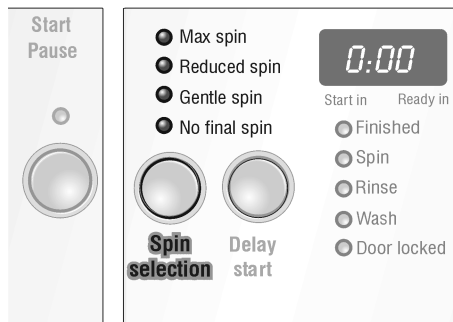 Start
Pause
Max spin
Reduced spin
Gentle spin
No final spin
Spin
selection
Delay
start
0:00
Start in Ready in
Finished
Spin
Rinse
Wash
Door locked